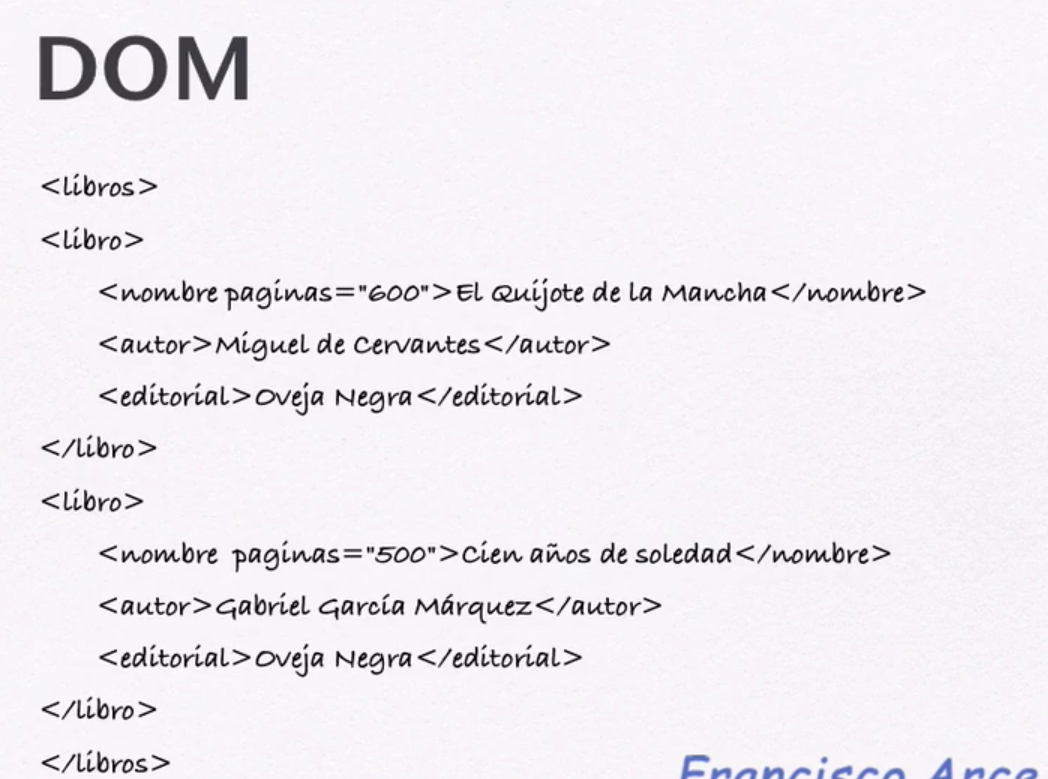 DOM
<libros>
<libro>
<nombre paginas="600">El Quijote de la Mancha</nombre>
<autor>Miguel de Cervantes</autor>
<editorial>Oveja Negra</editorial>
</libro>
<libro>
<nombre  paginas="500">Cien años de soledad</nombre>
<autor>Gabriel García Márquez</autor>
<editorial>Oveja Negra</editorial>
</libro>
</libros>
Francisco Arce